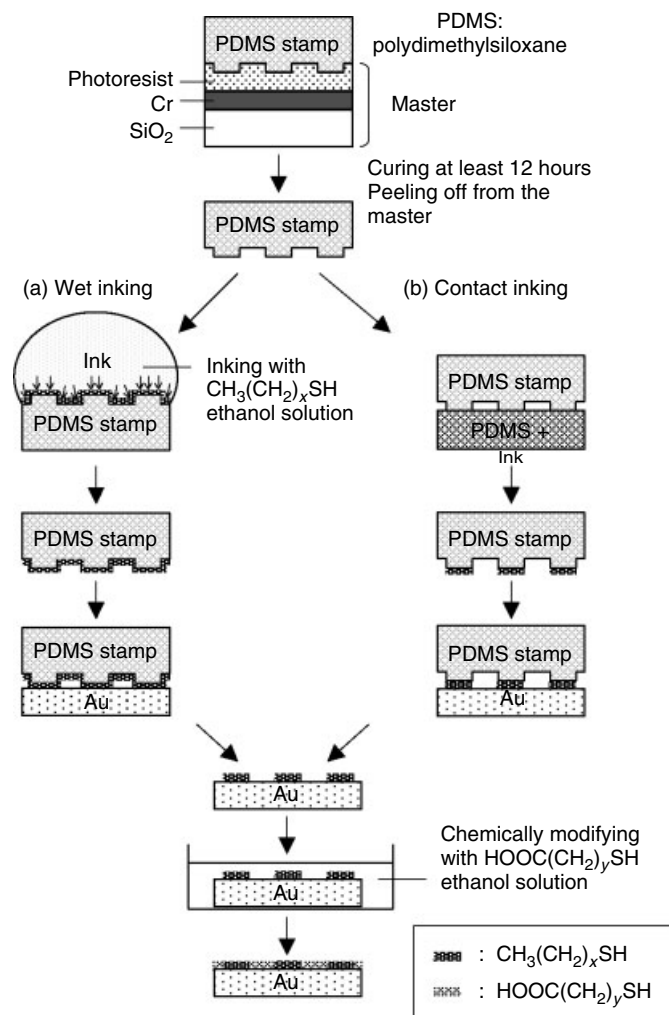 PDMS stamp
PDMS:
polydimethylsiloxane
Photoresist
Cr
SiO₂
Master
Curing at least 12 hours
Peeling off from the
master
PDMS stamp
(a) Wet inking
Ink
Inking with
CH₃(CH₂)ₓSH
ethanol solution
PDMS stamp
PDMS stamp
PDMS stamp
Au
(b) Contact inking
PDMS stamp
PDMS +
Ink
PDMS stamp
PDMS stamp
Au
Au
Au
Chemically modifying
with HOOC(CH₂)ySH
ethanol solution
Au
: CH₃(CH₂)ₓSH
: HOOC(CH₂)ySH